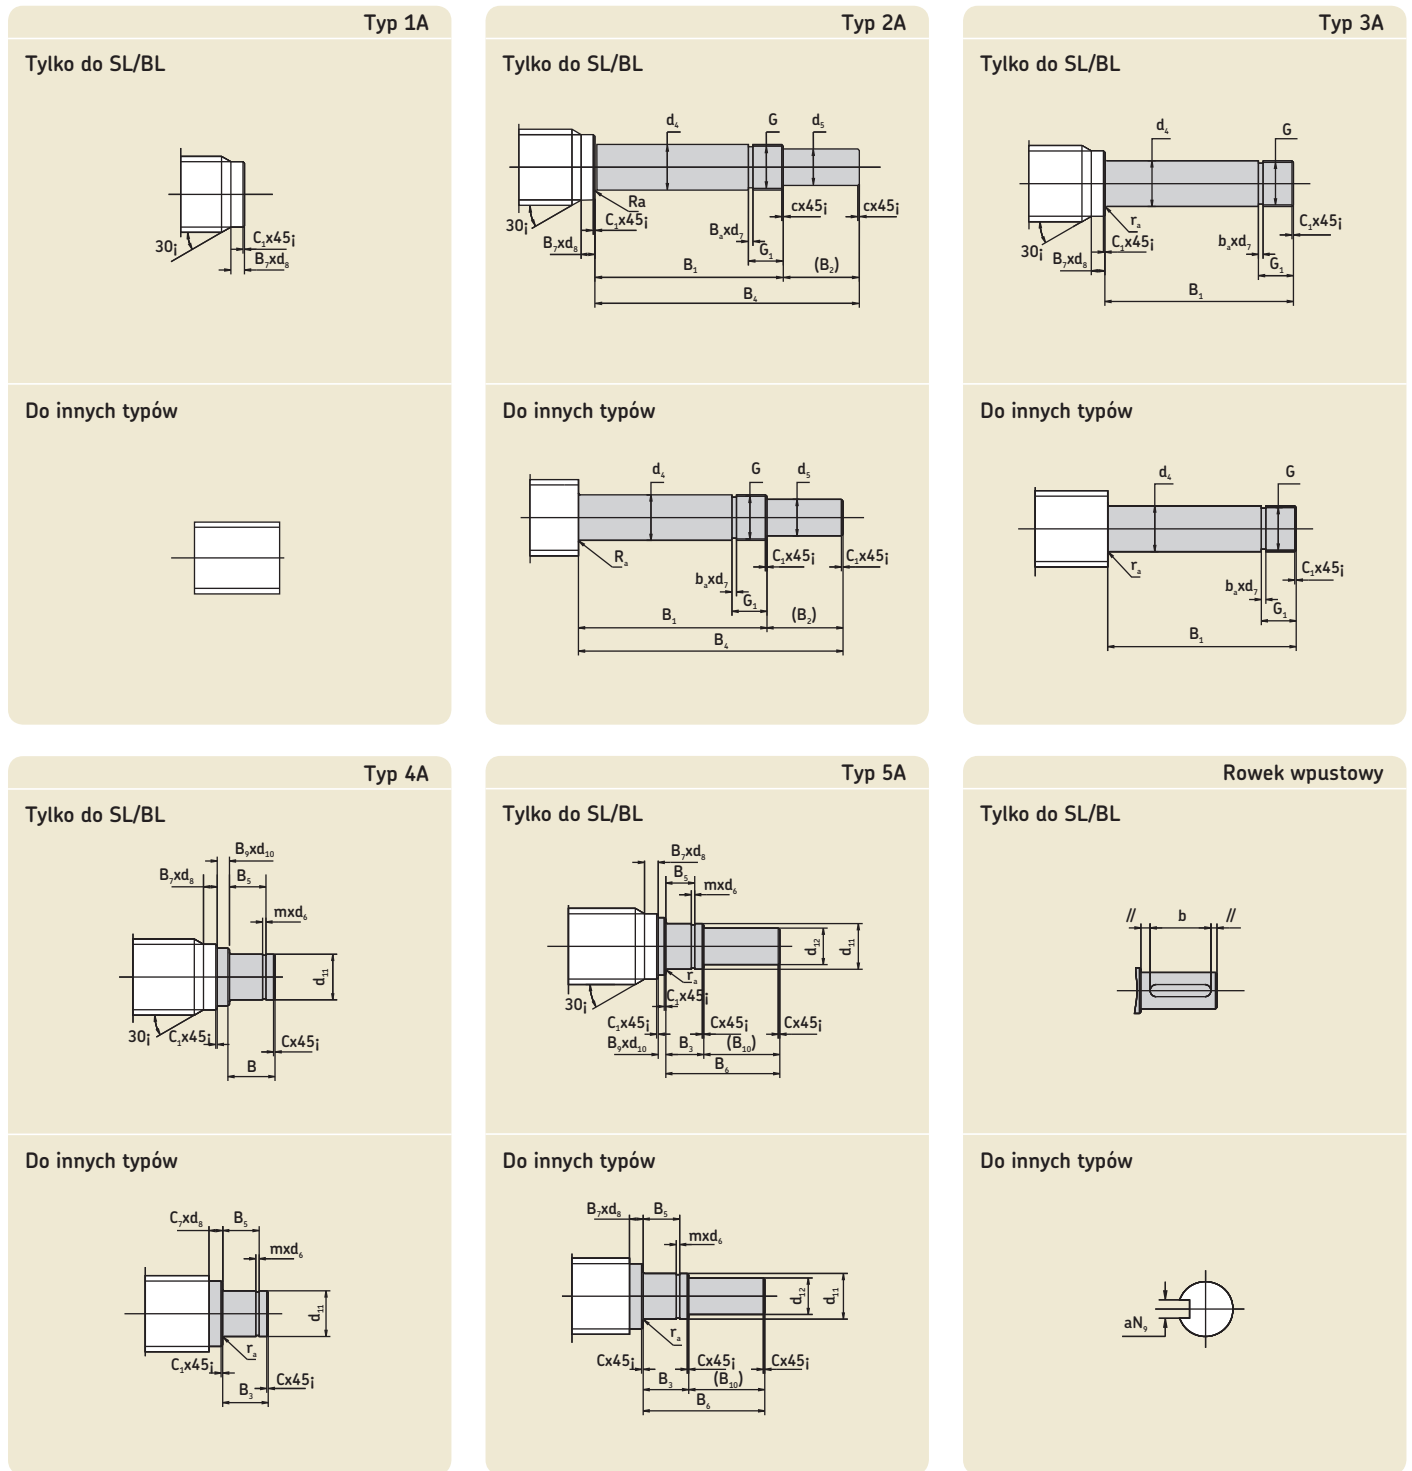 Typ 1A
Tylko do SL/BL
30¡
C₁x45¡
B₇xd₈
Do innych typów
Typ 2A
Tylko do SL/BL
d₄
G
d₅
Ra
30¡
C₁x45¡
B₇xd₈
cx45¡
cx45¡
Bₐxd₇
G₁
B₁
(B₂)
B₄
Do innych typów
d₄
G
d₅
Rₐ
C₁x45¡
C₁x45¡
bₐxd₇
G₁
B₁
(B₂)
B₄
Typ 3A
Tylko do SL/BL
d₄
G
rₐ
30¡
C₁x45¡
B₇xd₈
C₁x45¡
bₐxd₇
G₁
B₁
Do innych typów
d₄
G
rₐ
C₁x45¡
bₐxd₇
G₁
B₁
Typ 4A
Tylko do SL/BL
B₉xd₁₀
B₇xd₈
B₅
mxd₆
d₁₁
30¡
C₁x45¡
Cx45¡
B
Do innych typów
C₇xd₈
B₅
mxd₆
d₁₁
rₐ
C₁x45¡
Cx45¡
B₃
Typ 5A
Tylko do SL/BL
B₇xd₈
B₅
mxd₆
d₁₂
d₁₁
rₐ
30¡
C₁x45¡
C₁x45¡
Cx45¡
Cx45¡
B₉xd₁₀
B₃
(B₁₀)
B₆
Do innych typów
B₇xd₈
B₅
mxd₆
d₁₂
d₁₁
rₐ
Cx45¡
Cx45¡
Cx45¡
B₃
(B₁₀)
B₆
Rowek wpustowy
Tylko do SL/BL
//
b
//
Do innych typów
aN₉